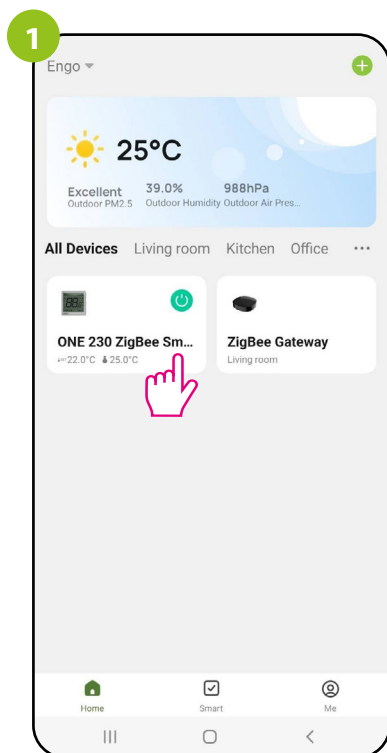 1
Engo
25°C
Excellent 39.0% 988hPa
Outdoor PM2.5 Outdoor Humidity Outdoor Air Pres...
All Devices Living room Kitchen Office ...
ONE 230 ZigBee Sm... ZigBee Gateway
22.0°C 25.0°C Living room
Home Smart Me